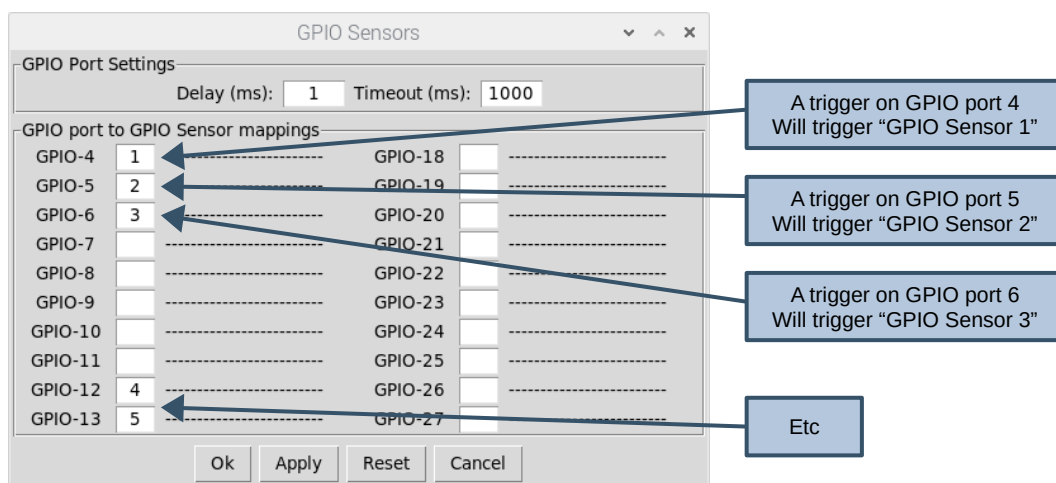 GPIO Sensors
GPIO Port Settings
Delay (ms): 1 Timeout (ms): 1000
GPIO port to GPIO Sensor mappings
GPIO-4 1 ---------------------- GPIO-18 ----------------------
GPIO-5 2 ---------------------- GPIO-19 ----------------------
GPIO-6 3 ---------------------- GPIO-20 ----------------------
GPIO-7 ---------------------- GPIO-21 ----------------------
GPIO-8 ---------------------- GPIO-22 ----------------------
GPIO-9 ---------------------- GPIO-23 ----------------------
GPIO-10 ---------------------- GPIO-24 ----------------------
GPIO-11 ---------------------- GPIO-25 ----------------------
GPIO-12 4 ---------------------- GPIO-26 ----------------------
GPIO-13 5 ---------------------- GPIO-27 ----------------------
Ok Apply Reset Cancel
A trigger on GPIO port 4
Will trigger “GPIO Sensor 1”
A trigger on GPIO port 5
Will trigger “GPIO Sensor 2”
A trigger on GPIO port 6
Will trigger “GPIO Sensor 3”
Etc